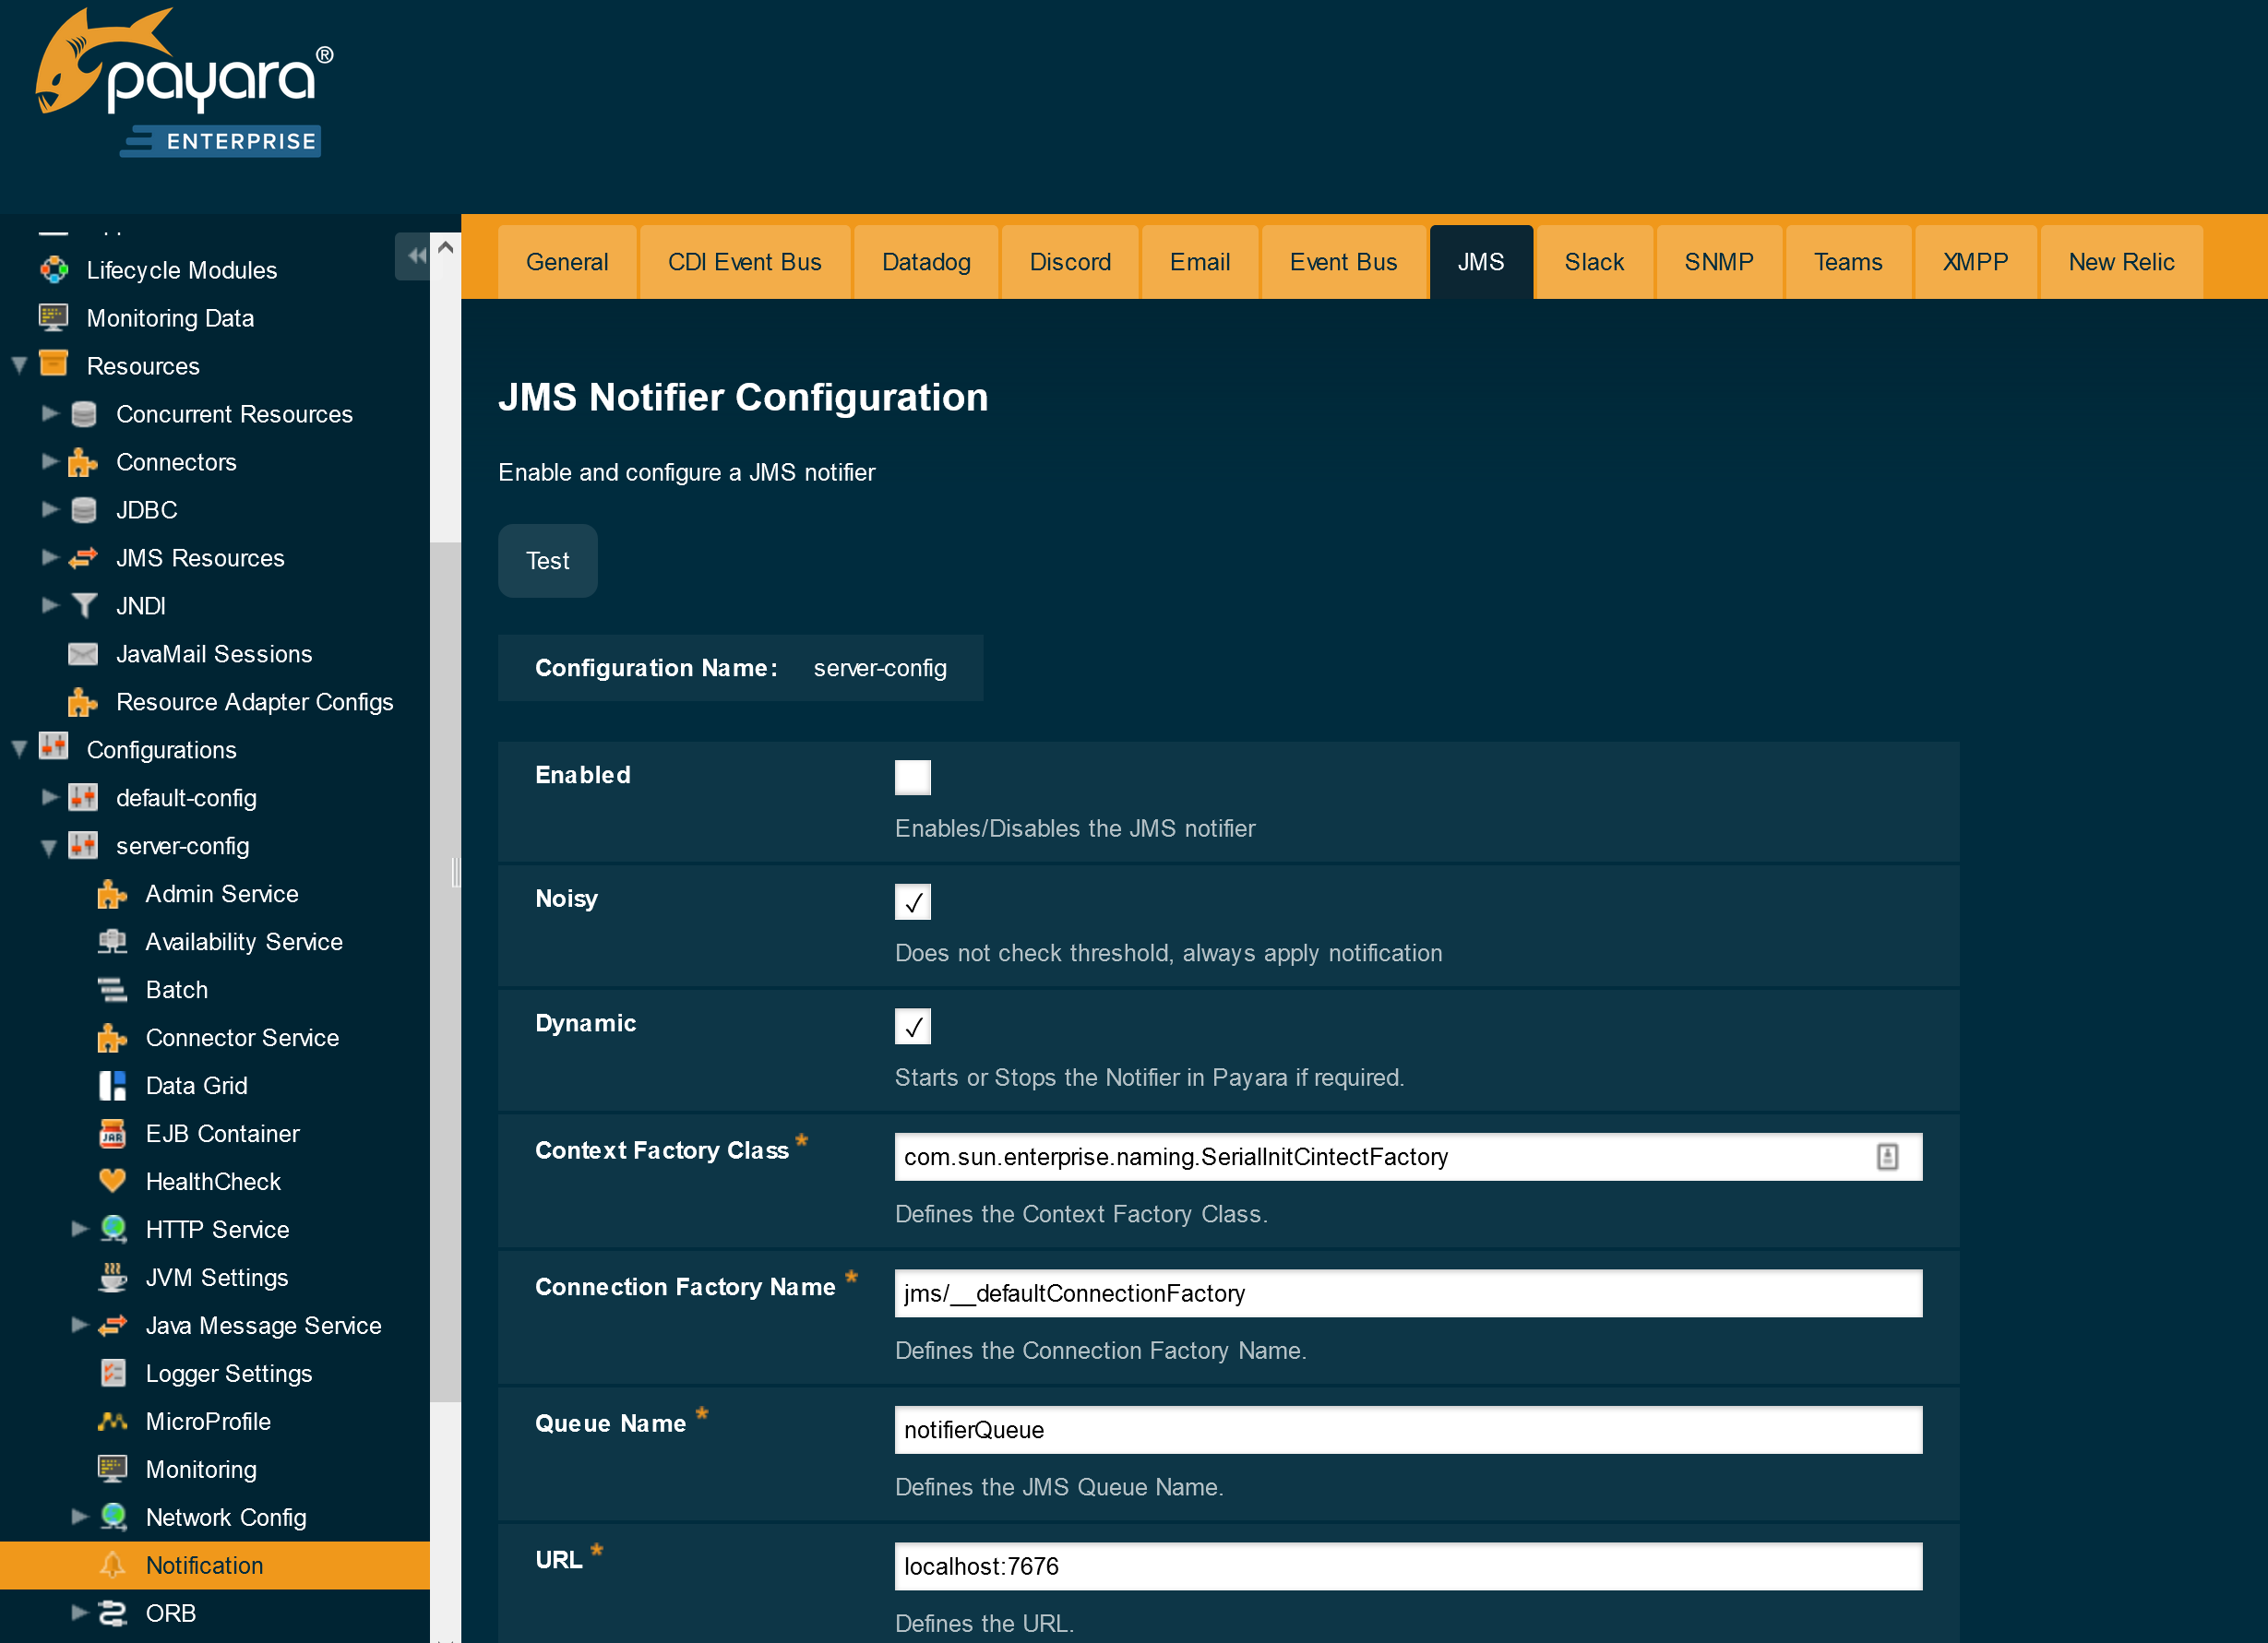 payara®
ENTERPRISE
Lifecycle Modules
Monitoring Data
Resources
Concurrent Resources
Connectors
JDBC
JMS Resources
JNDI
JavaMail Sessions
Resource Adapter Configs
Configurations
default-config
server-config
Admin Service
Availability Service
Batch
Connector Service
Data Grid
EJB Container
HealthCheck
HTTP Service
JVM Settings
Java Message Service
Logger Settings
MicroProfile
Monitoring
Network Config
Notification
ORB
General CDI Event Bus Datadog Discord Email Event Bus JMS Slack SNMP Teams XMPP New Relic
JMS Notifier Configuration
Enable and configure a JMS notifier
Test
Configuration Name: server-config
Enabled
Enables/Disables the JMS notifier
Noisy
Does not check threshold, always apply notification
Dynamic
Starts or Stops the Notifier in Payara if required.
Context Factory Class * com.sun.enterprise.naming.SerialInitCintectFactory
Defines the Context Factory Class.
Connection Factory Name * jms/__defaultConnectionFactory
Defines the Connection Factory Name.
Queue Name * notifierQueue
Defines the JMS Queue Name.
URL * localhost:7676
Defines the URL.